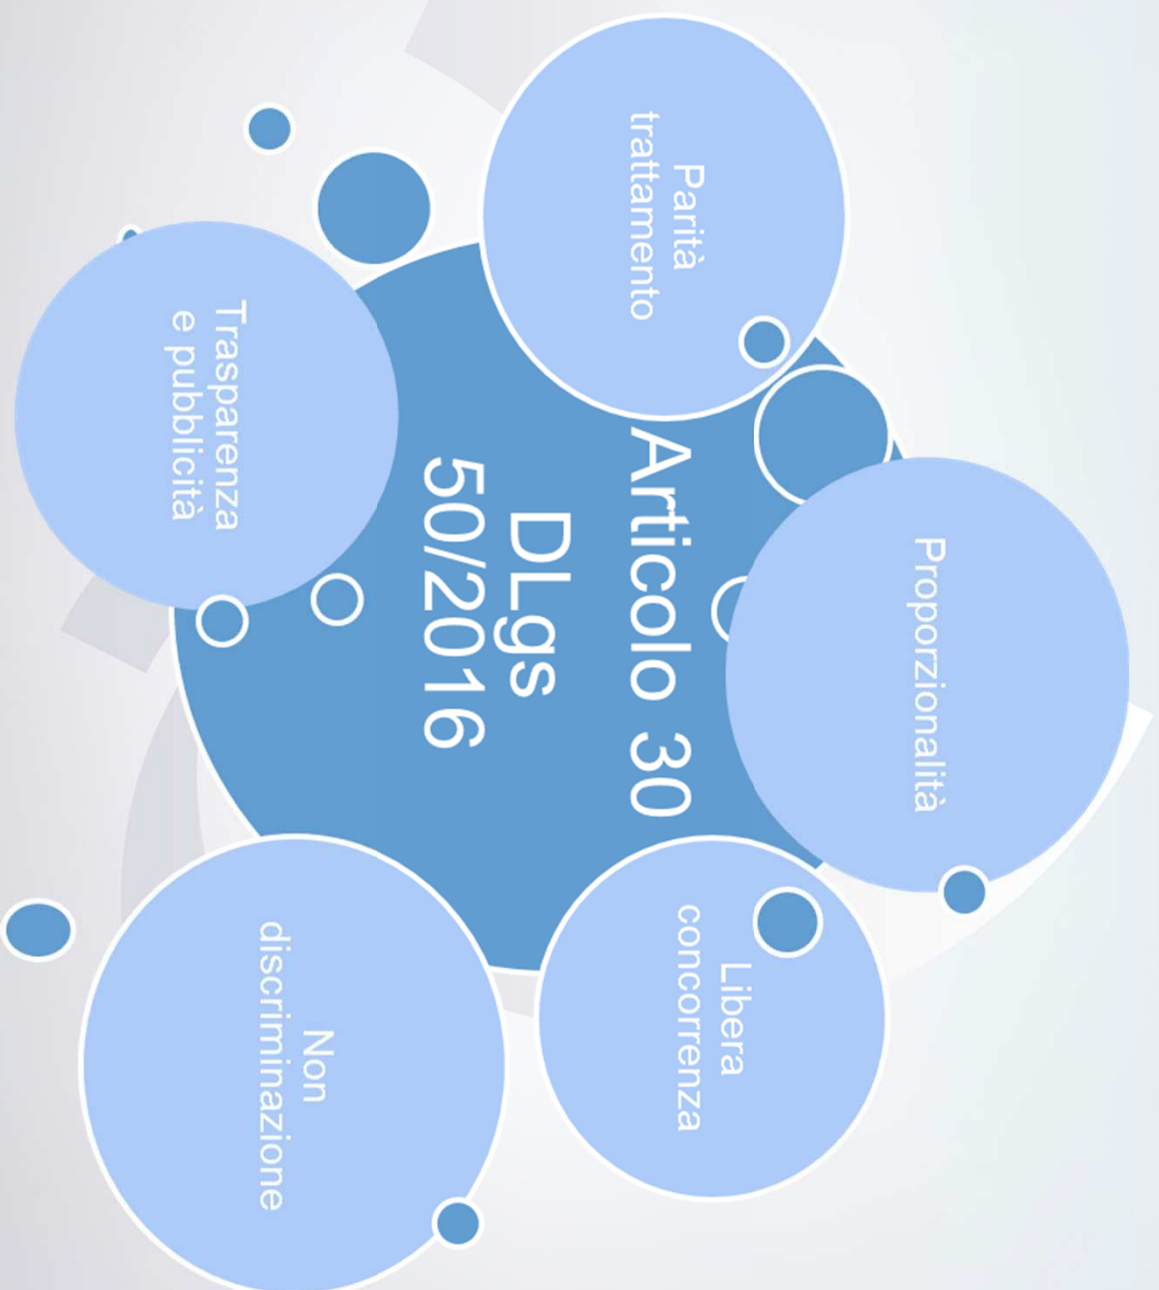 Proporzionalità
Parità
trattamento
Libera
concorrenza
Articolo 30
DLgs
50/2016
Trasparenza
e pubblicità
Non
discriminazione